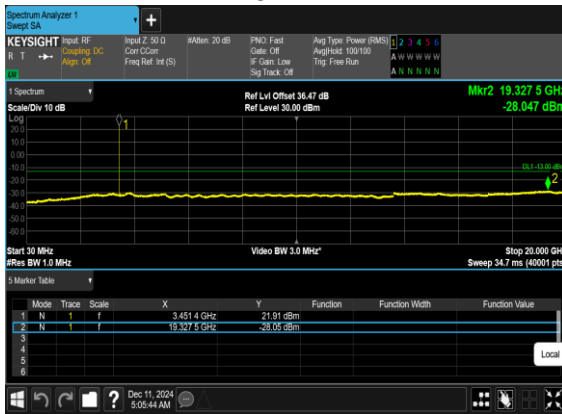 Spectrum Analyzer 1
Swept SA
KEYSIGHT Input: RF Input Z: 50 Ω #Atten: 20 dB PNO: Fast Avg Type: Power (RMS) 1 2 3 4 5 6
R T Coupling: DC Corr CCorr Gate: Off Avg|Hold: 100/100 A W W W W W
Align: Off Freq Ref: Int (S) IF Gain: Low Trig: Free Run
Sig Track: Off A N N N N N
1 Spectrum Ref Lvl Offset 36.47 dB Mkr2 19.327 5 GHz
Scale/Div 10 dB Ref Level 30.00 dBm -28.047 dBm
Log
20.0 1
10.0
0.00
-10.0 DL1 -13.00 dB
-20.0 2
-30.0
-40.0
-50.0
-60.0
Start 30 MHz Video BW 3.0 MHz* Stop 20.000 GH
#Res BW 1.0 MHz Sweep 34.7 ms (40001 pts
5 Marker Table
Mode Trace Scale X Y Function Function Width Function Value
1 N 1 f 3.451 4 GHz 21.91 dBm
2 N 1 f 19.327 5 GHz -28.05 dBm
3
4
5 Local
6
? Dec 11, 2024
5:05:44 AM